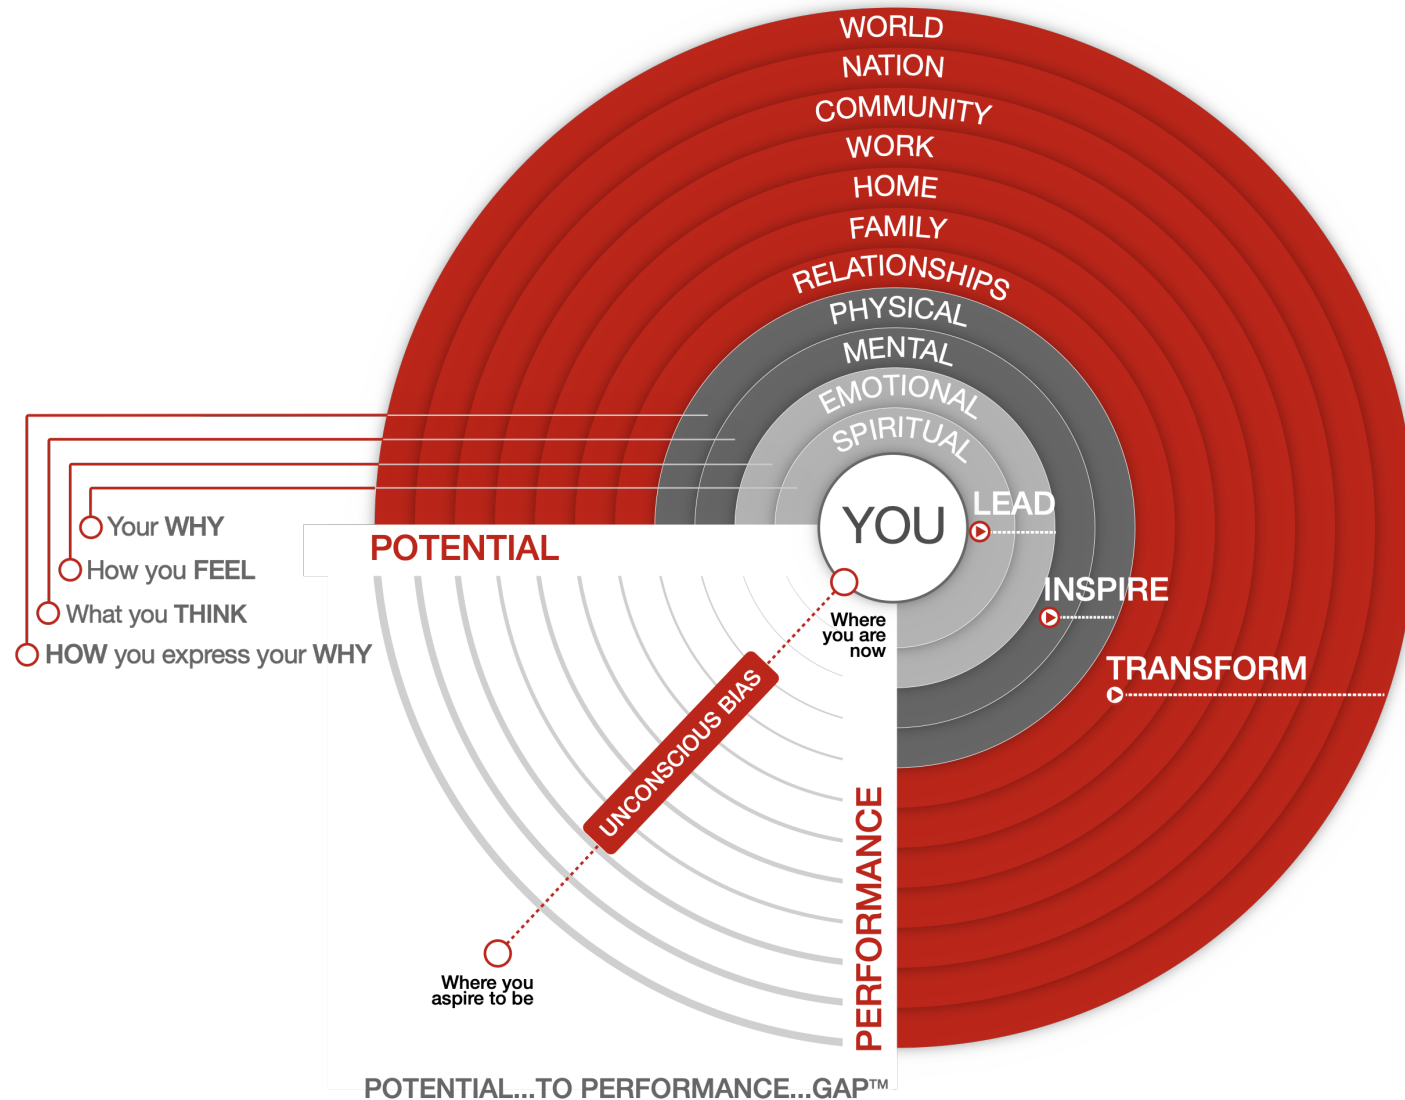 WORLD
NATION
COMMUNITY
WORK
HOME
FAMILY
RELATIONSHIPS
PHYSICAL
MENTAL
EMOTIONAL
SPIRITUAL
YOU
LEAD
INSPIRE
TRANSFORM
Your WHY
How you FEEL
What you THINK
HOW you express your WHY
POTENTIAL
Where
you are
now
UNCONSCIOUS BIAS
Where you
aspire to be
PERFORMANCE
POTENTIAL...TO PERFORMANCE...GAP™